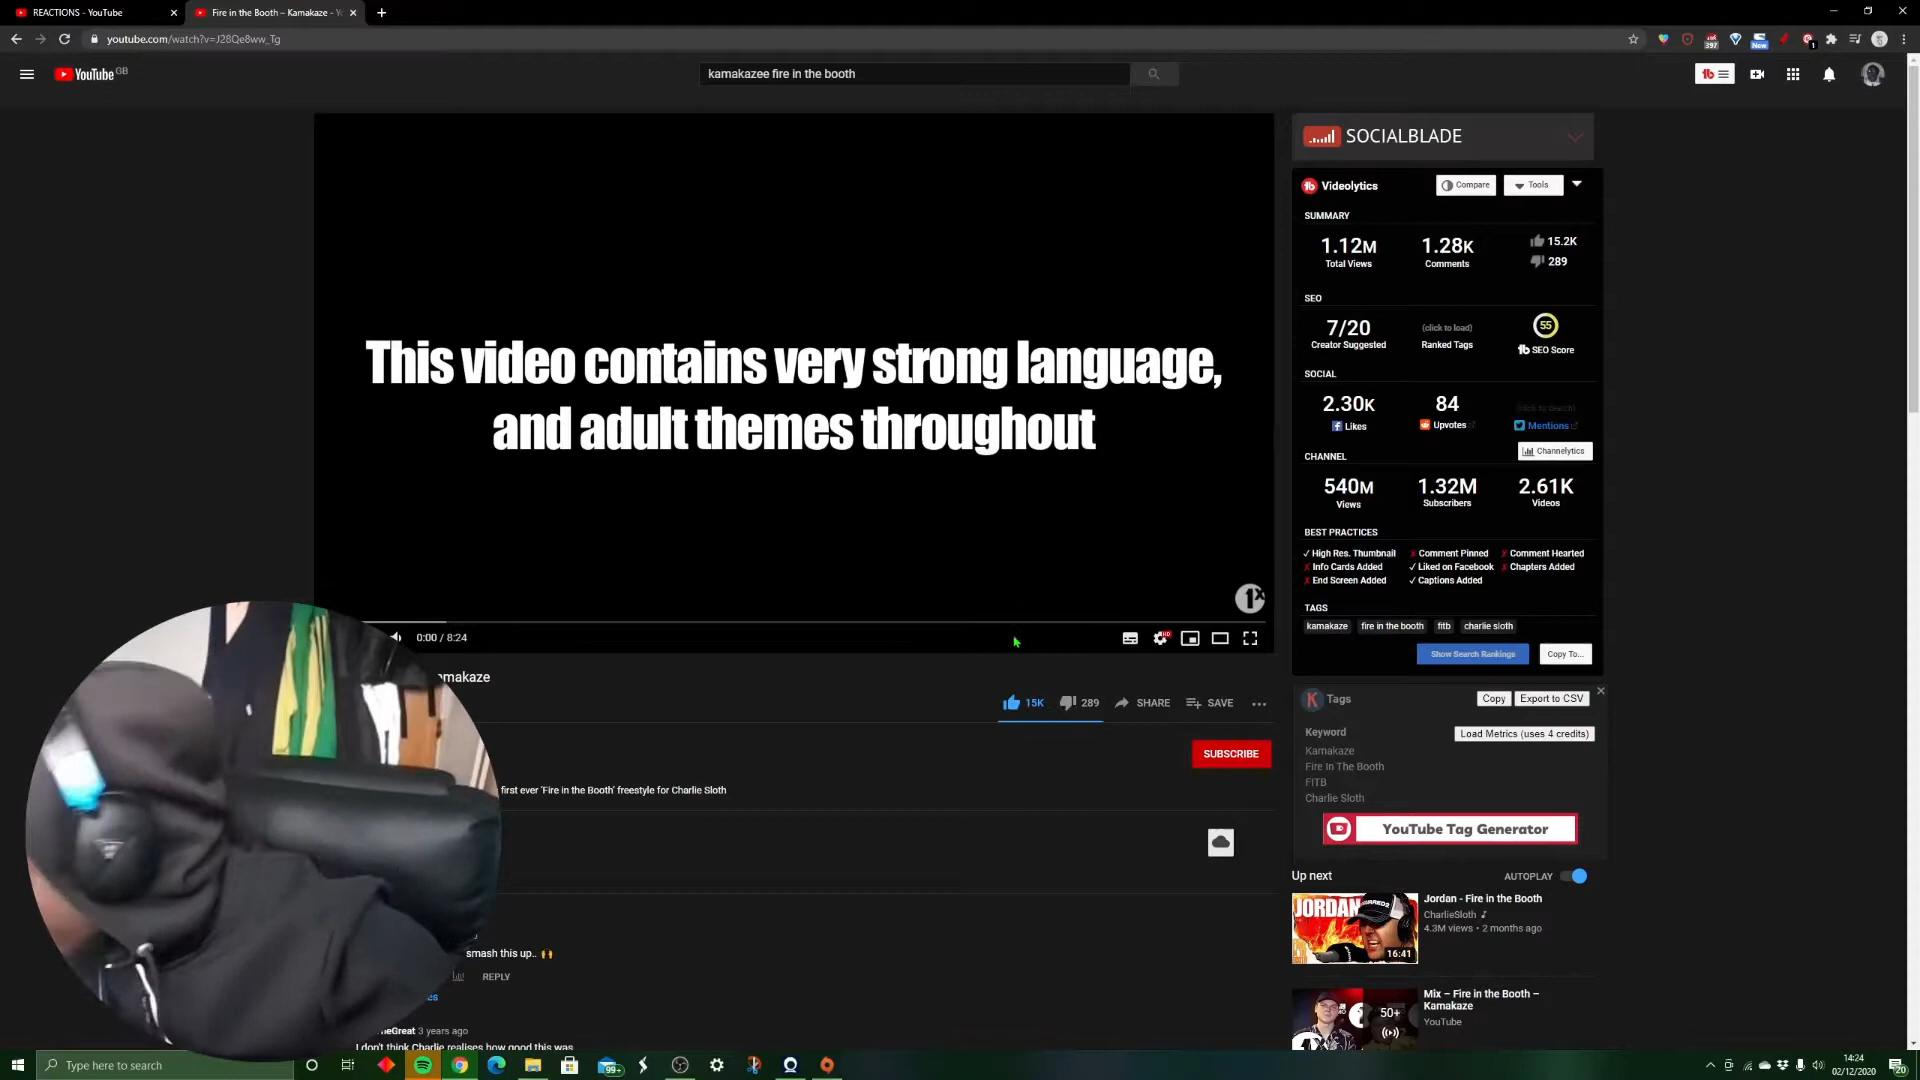 REACTIONS - YouTube
Fire in the Booth – Kamakaze - Y
youtube.com/watch?v=J28Qe8ww_Tg
397
New
1
YouTube GB
kamakazee fire in the booth
SOCIALBLADE
Videolytics
Compare
Tools
SUMMARY
1.12M 1.28K 15.2K
Total Views Comments 289
SEO
7/20 (click to load) 55
Creator Suggested Ranked Tags SEO Score
SOCIAL
2.30K 84
Likes Upvotes Mentions
Channelytics
CHANNEL
540M 1.32M 2.61K
Views Subscribers Videos
BEST PRACTICES
✓ High Res. Thumbnail ✗ Comment Pinned ✗ Comment Hearted
✗ Info Cards Added ✓ Liked on Facebook ✗ Chapters Added
✗ End Screen Added ✓ Captions Added
TAGS
kamakaze fire in the booth fitb charlie sloth
Show Search Rankings Copy To...
This video contains very strong language,
and adult themes throughout
0:00 / 8:24
HD
amakaze
15K 289 SHARE SAVE
SUBSCRIBE
first ever 'Fire in the Booth' freestyle for Charlie Sloth
smash this up..
REPLY
es
neGreat 3 years ago
I don't think Charlie realises how good this was
Tags
Copy Export to CSV
Keyword Load Metrics (uses 4 credits)
Kamakaze
Fire In The Booth
FITB
Charlie Sloth
YouTube Tag Generator
Up next AUTOPLAY
JORDAN
16:41
Jordan - Fire in the Booth
CharlieSloth
4.3M views • 2 months ago
50+
Mix – Fire in the Booth –
Kamakaze
YouTube
Type here to search
99+
14:24
02/12/2020
20